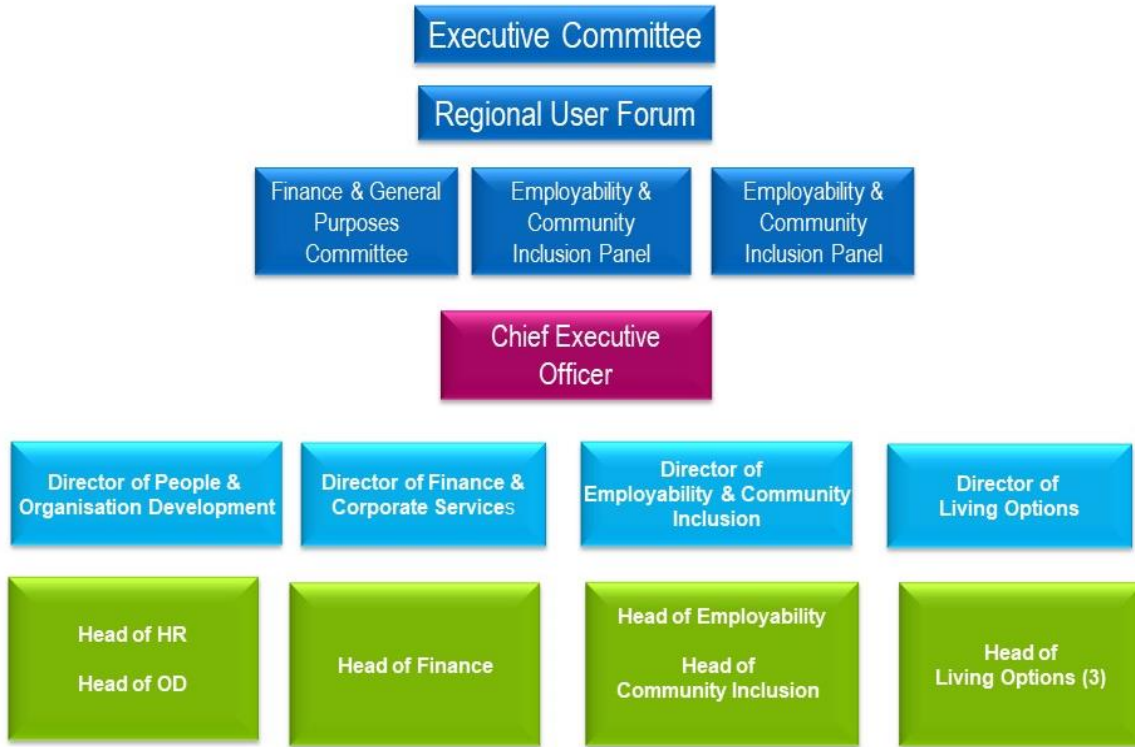 Executive Committee
Regional User Forum
Finance & General
Purposes
Committee
Employability &
Community
Inclusion Panel
Employability &
Community
Inclusion Panel
Chief Executive
Officer
Director of People &
Organisation Development
Director of Finance &
Corporate Services
Director of
Employability & Community
Inclusion
Director of
Living Options
Head of HR
Head of OD
Head of Finance
Head of Employability
Head of
Community Inclusion
Head of
Living Options (3)